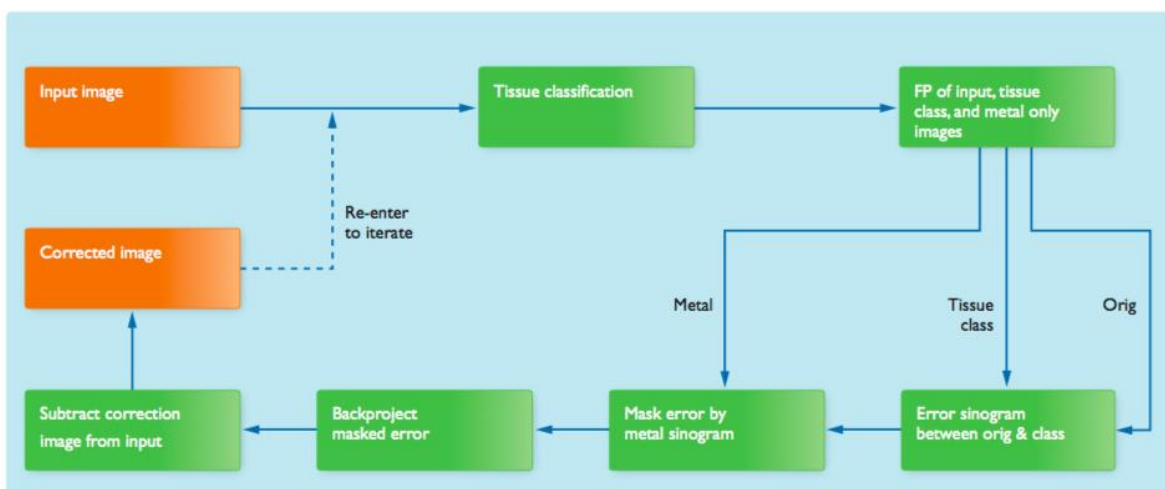 Input image
Tissue classification
FP of input, tissue
class, and metal only
images
Re-enter
to iterate
Corrected image
Metal
Tissue
class
Orig
Subtract correction
image from input
Backproject
masked error
Mask error by
metal sinogram
Error sinogram
between orig & class